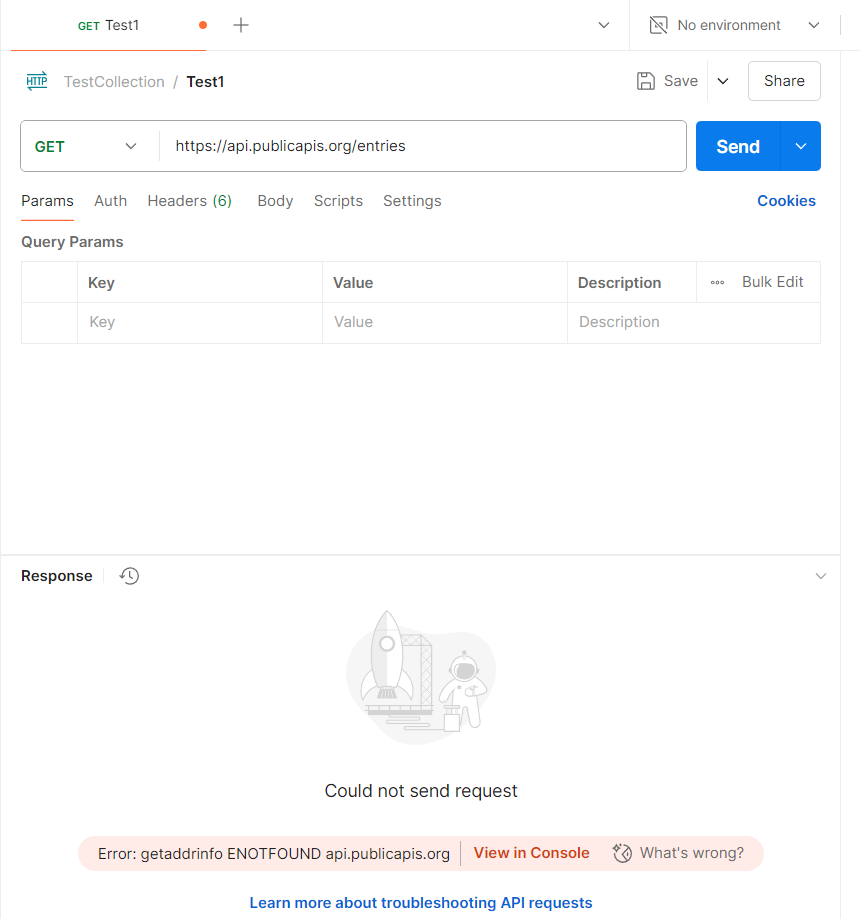 GET Test1
No environment
HTTP TestCollection / Test1 Save Share
GET https://api.publicapis.org/entries Send
Params Auth Headers (6) Body Scripts Settings Cookies
Query Params
Key Value Description Bulk Edit
Key Value Description
Response
Could not send request
Error: getaddrinfo ENOTFOUND api.publicapis.org View in Console What's wrong?
Learn more about troubleshooting API requests